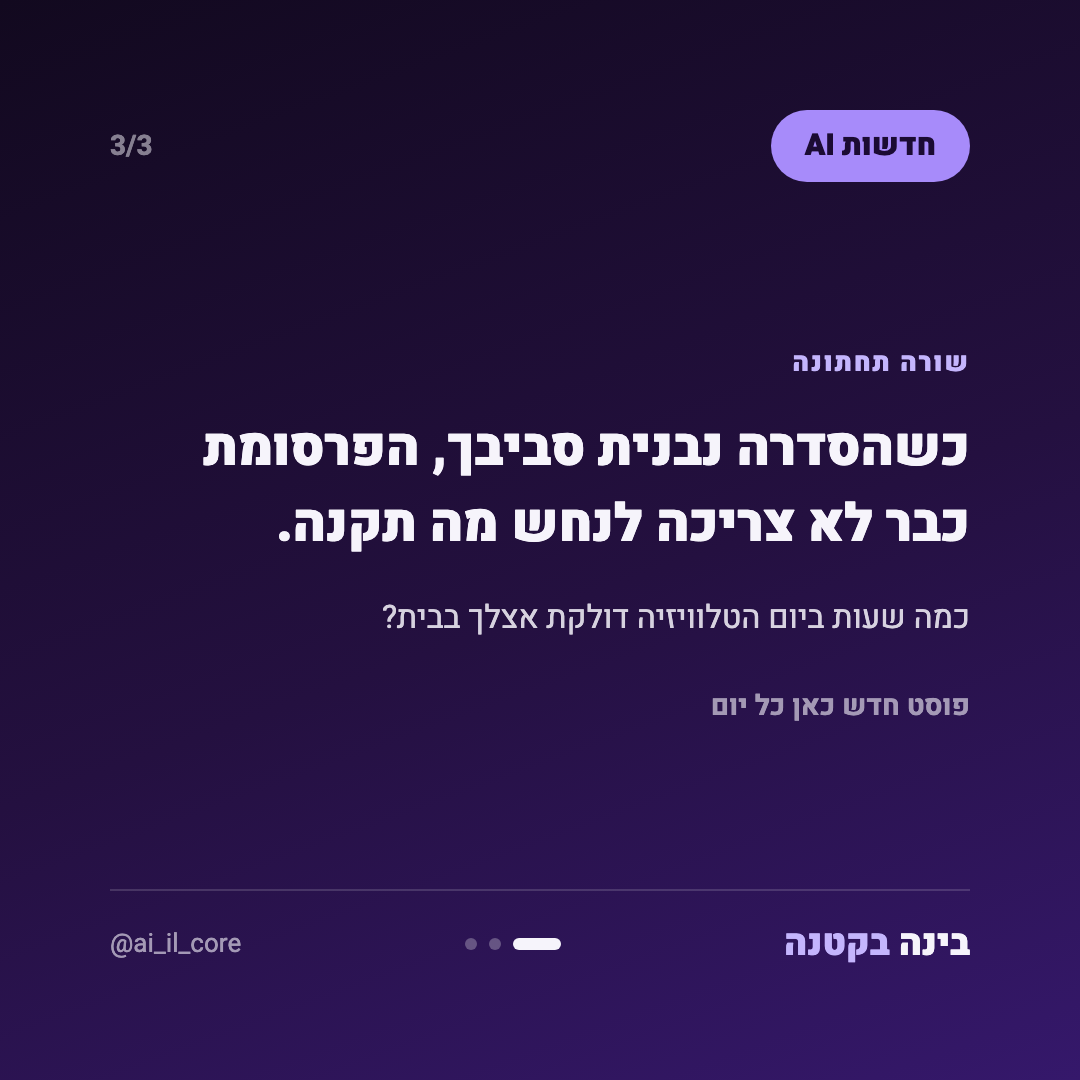 חדשות AI
3/3
שורה תחתונה
כשהסדרה נבנית סביבך, הפרסומת
כבר לא צריכה לנחש מה תקנה.
כמה שעות ביום הטלוויזיה דולקת אצלך בבית?
פוסט חדש כאן כל יום
בינה בקטנה
@ai_il_core